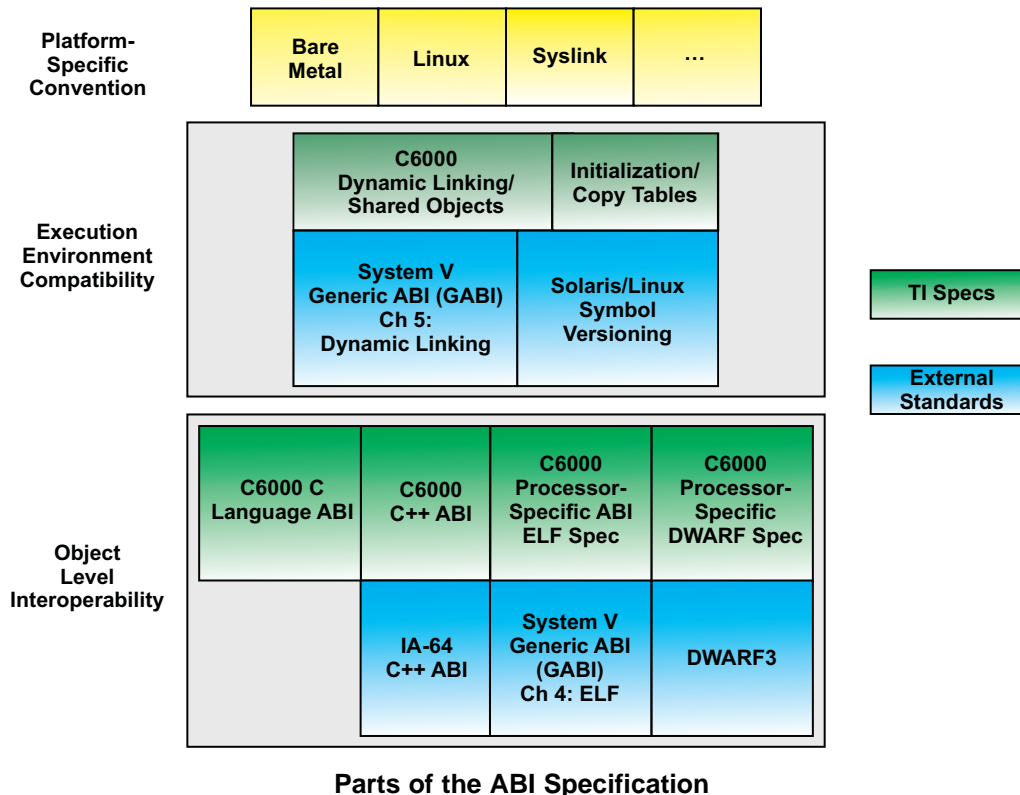 Platform-
Specific
Convention
Bare
Metal
Linux
Syslink
…
Execution
Environment
Compatibility
C6000
Dynamic Linking/
Shared Objects
Initialization/
Copy Tables
System V
Generic ABI (GABI)
Ch 5:
Dynamic Linking
Solaris/Linux
Symbol
Versioning
TI Specs
External
Standards
Object
Level
Interoperability
C6000 C
Language ABI
C6000
C++ ABI
C6000
Processor-
Specific ABI
ELF Spec
C6000
Processor-
Specific
DWARF Spec
IA-64
C++ ABI
System V
Generic ABI
(GABI)
Ch 4: ELF
DWARF3
Parts of the ABI Specification